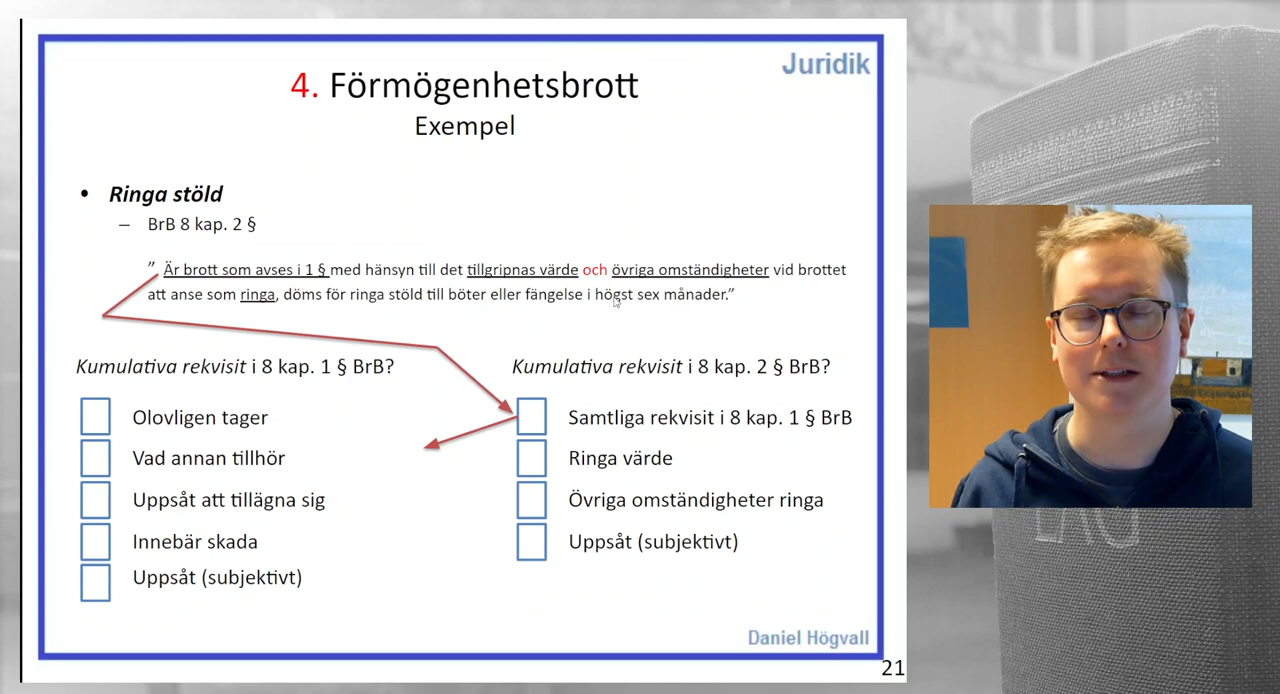 Juridik
4. Förmögenhetsbrott
Exempel
• Ringa stöld
– BrB 8 kap. 2 §
” Är brott som avses i 1 § med hänsyn till det tillgripnas värde och övriga omständigheter vid brottet
att anse som ringa, döms för ringa stöld till böter eller fängelse i högst sex månader.”
Kumulativa rekvisit i 8 kap. 1 § BrB?
Olovligen tager
Vad annan tillhör
Uppsåt att tillägna sig
Innebär skada
Uppsåt (subjektivt)
Kumulativa rekvisit i 8 kap. 2 § BrB?
Samtliga rekvisit i 8 kap. 1 § BrB
Ringa värde
Övriga omständigheter ringa
Uppsåt (subjektivt)
Daniel Högvall
21